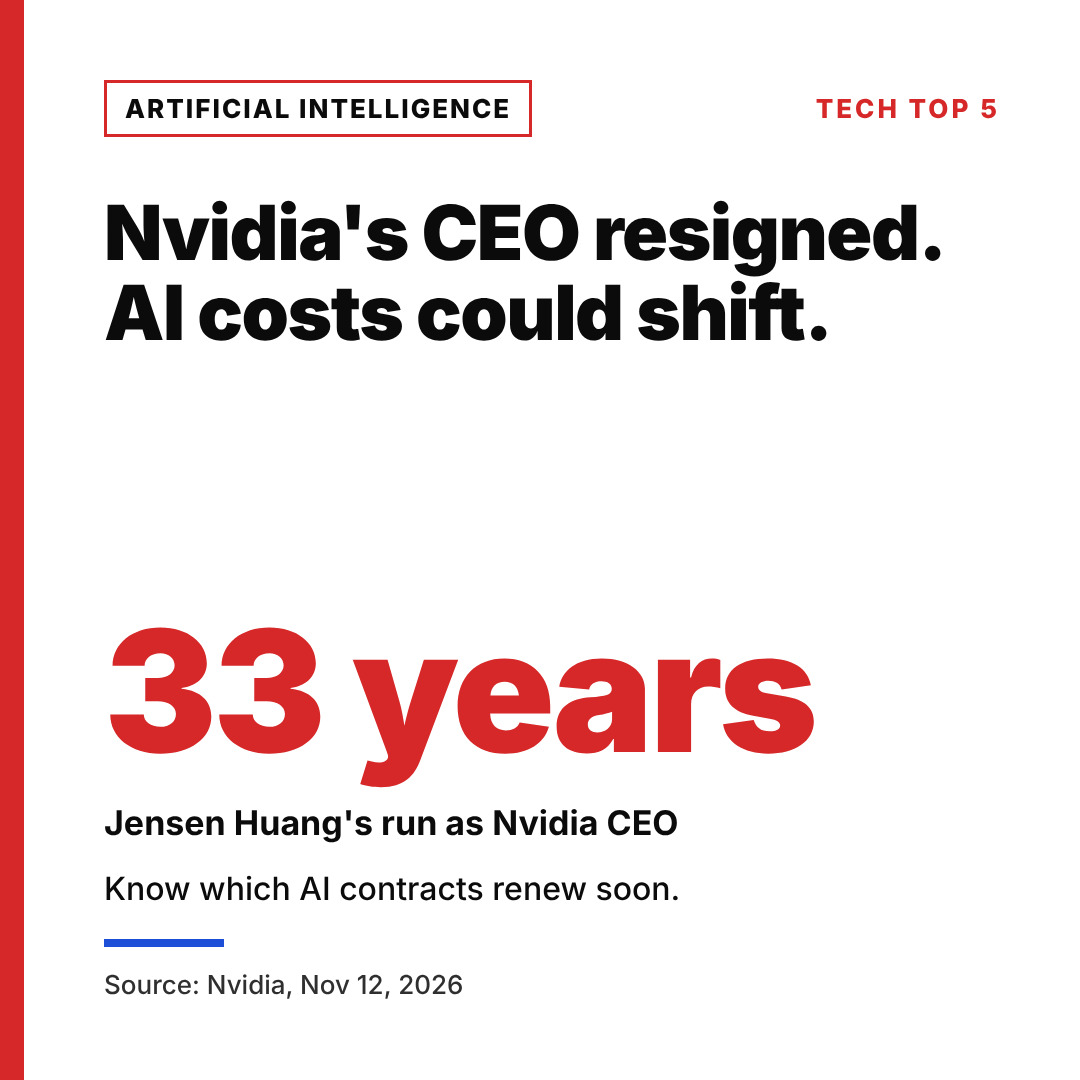 ARTIFICIAL INTELLIGENCE
TECH TOP 5
Nvidia's CEO resigned.
AI costs could shift.
33 years
Jensen Huang's run as Nvidia CEO
Know which AI contracts renew soon.
Source: Nvidia, Nov 12, 2026